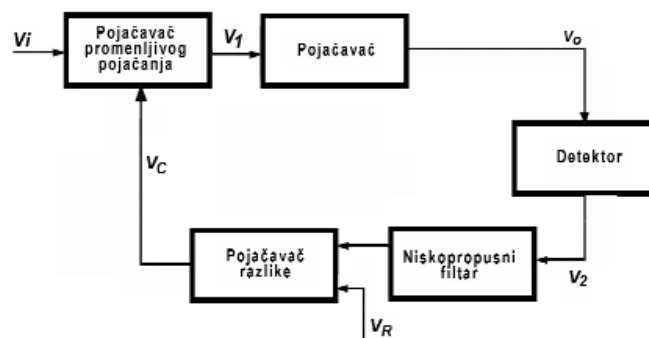 Vi
Pojačavač
promenljivog
pojačanja
V1
Pojačavač
Vo
Detektor
V2
Niskopropusni
filtar
Pojačavač
razlike
VR
VC